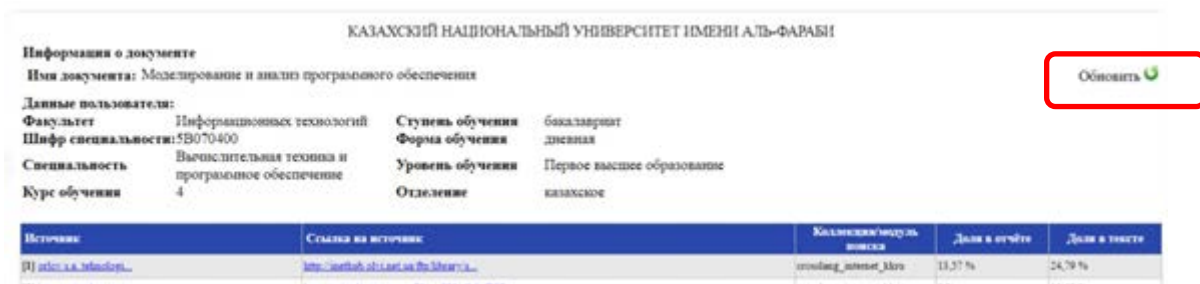 КАЗАХСКИЙ НАЦИОНАЛЬНЫЙ УНИВЕРСИТЕТ ИМЕНИ АЛЬ-ФАРАБИ
Информация о документе
Имя документа: Моделирование и анализ программного обеспечения
Обновить
Данные пользователя:
Факультет Информационных технологий Ступень обучения бакалавриат
Шифр специальности: 5B070400 Форма обучения дневная
Специальность Вычислительная техника и программное обеспечение Уровень обучения Первое высшее образование
Курс обучения 4 Отделение казахское
Источник Ссылка на источник Коллекция/модуль поиска Доля в отчёте Доля в тексте
[1] 13,57 % 24,79 %